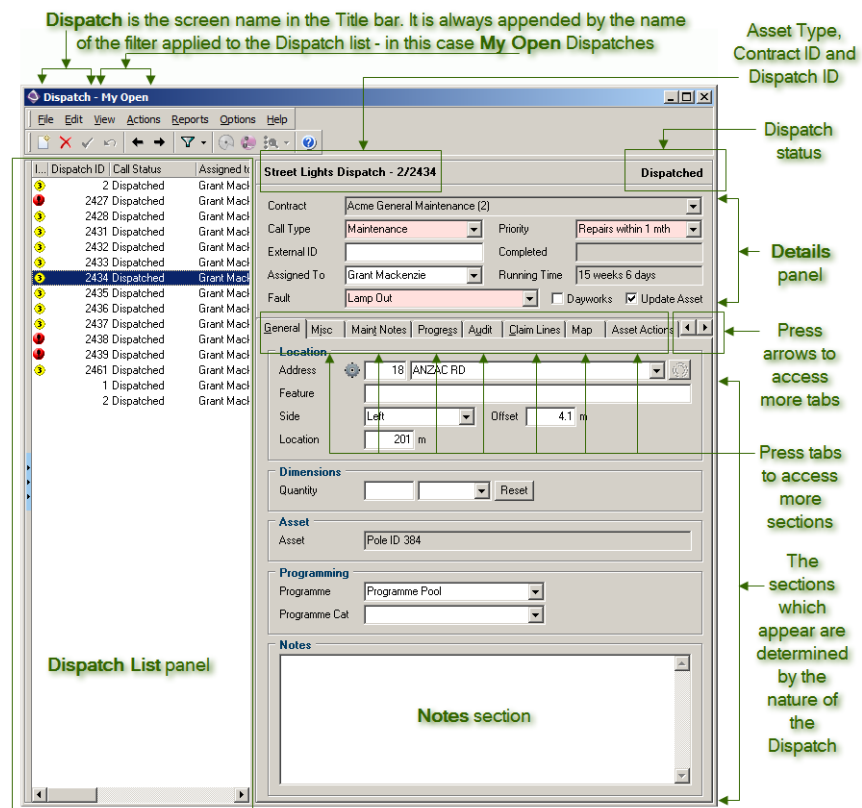 Dispatch is the screen name in the Title bar. It is always appended by the name
of the filter applied to the Dispatch list - in this case My Open Dispatches
Asset Type,
Contract ID and
Dispatch ID
Dispatch - My Open
File Edit View Actions Reports Options Help
Dispatch
status
I... Dispatch ID Call Status Assigned to
2 Dispatched Grant Mack
2427 Dispatched Grant Mack
2428 Dispatched Grant Mack
2431 Dispatched Grant Mack
2432 Dispatched Grant Mack
2433 Dispatched Grant Mack
2434 Dispatched Grant Mack
2435 Dispatched Grant Mack
2436 Dispatched Grant Mack
2437 Dispatched Grant Mack
2438 Dispatched Grant Mack
2439 Dispatched Grant Mack
2461 Dispatched Grant Mack
1 Dispatched Grant Mack
2 Dispatched Grant Mack
Dispatch List panel
Street Lights Dispatch - 2/2434 Dispatched
Contract Acme General Maintenance (2)
Call Type Maintenance Priority Repairs within 1 mth
External ID Completed
Assigned To Grant Mackenzie Running Time 15 weeks 6 days
Fault Lamp Out Dayworks Update Asset
Details
panel
General Misc Maint Notes Progress Audit Claim Lines Map Asset Actions
Press
arrows to
access
more tabs
Location
Address 18 ANZAC RD
Feature
Side Left Offset 4.1 m
Location 201 m
Press tabs
to access
more
sections
Dimensions
Quantity Reset
Asset
Asset Pole ID 384
Programming
Programme Programme Pool
Programme Cat
Notes
Notes section
The
sections
which
appear are
determined
by the
nature of
the
Dispatch